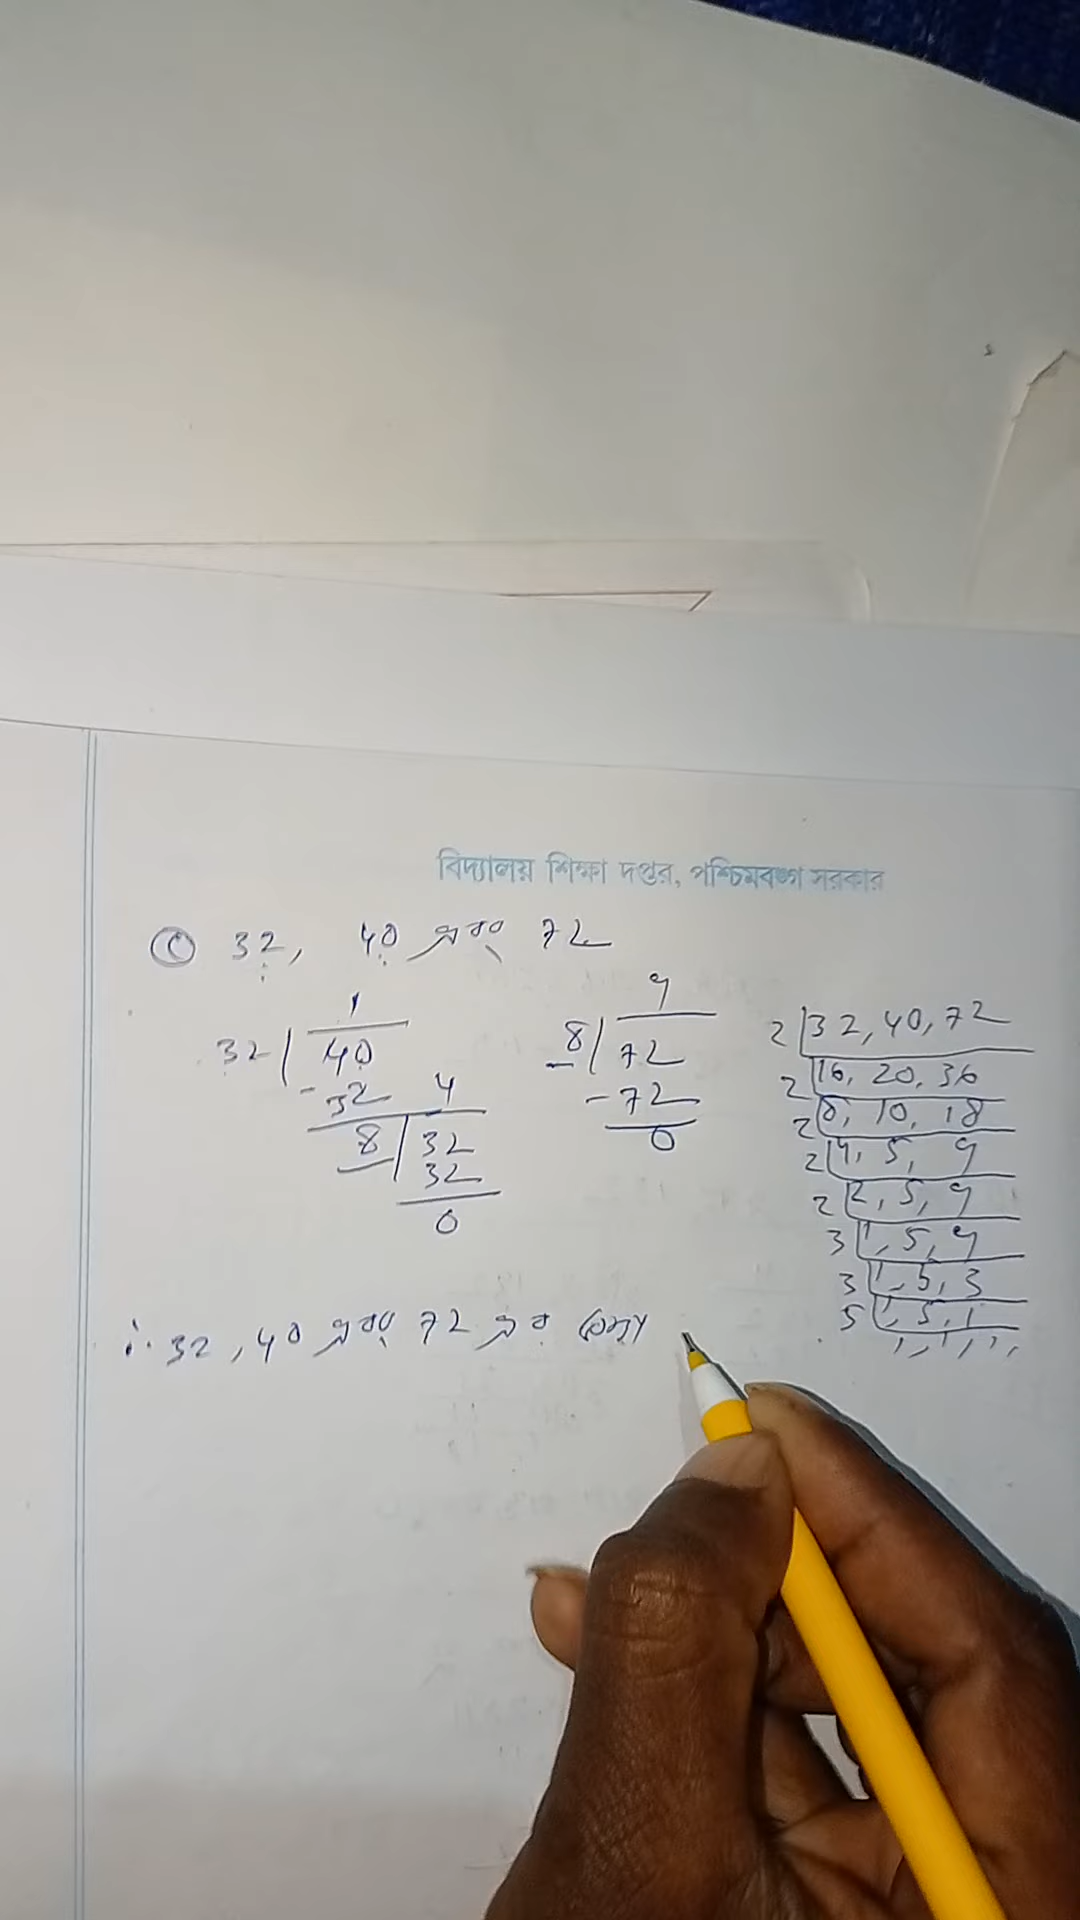 বিদ্যালয় শিক্ষা দপ্তর, পশ্চিমবঙ্গ সরকার
C 32, 40 এবং 72
1
32 | 40
- 32 4
8 | 32
32
0
9
8 | 72
- 72
0
2 | 32, 40, 72
2 | 16, 20, 36
2 | 8, 10, 18
2 | 4, 5, 9
2 | 2, 5, 9
3 | 1, 5, 9
3 | 1, 5, 3
5 | 1, 5, 1
1, 1, 1
∴ 32, 40 এবং 72 এর